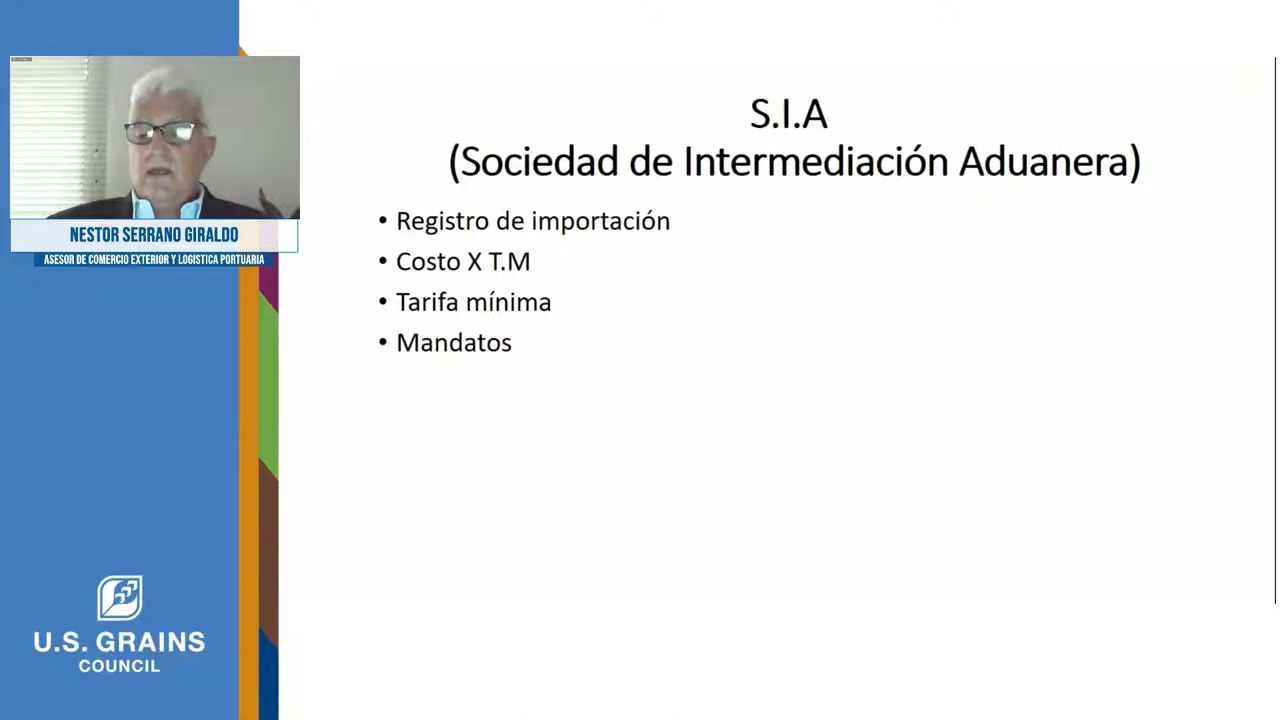 S.I.A
(Sociedad de Intermediación Aduanera)
• Registro de importación
• Costo X T.M
• Tarifa mínima
• Mandatos
NESTOR SERRANO GIRALDO
ASESOR DE COMERCIO EXTERIOR Y LOGISTICA PORTUARIA
U.S. GRAINS
COUNCIL